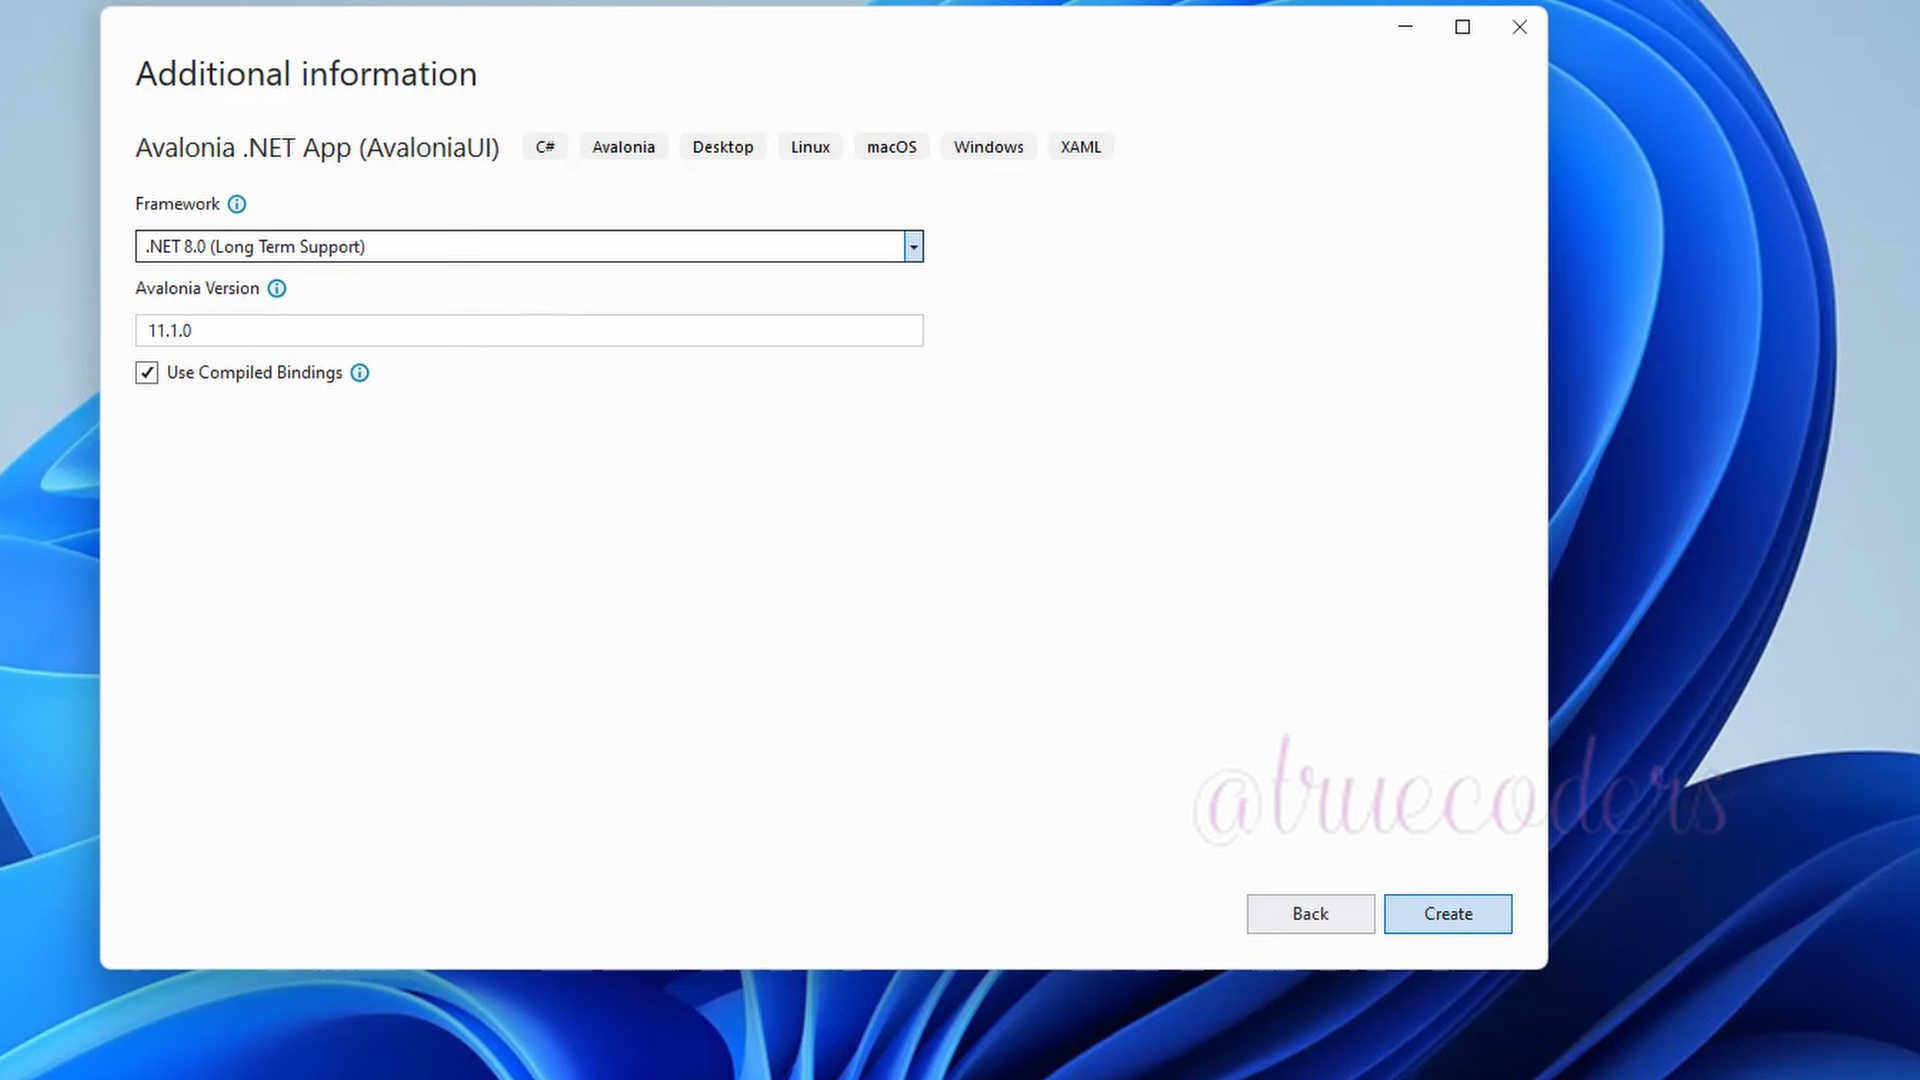 Additional information
Avalonia .NET App (AvaloniaUI) C# Avalonia Desktop Linux macOS Windows XAML
Framework
.NET 8.0 (Long Term Support)
Avalonia Version
11.1.0
Use Compiled Bindings
@truecoders
Back Create